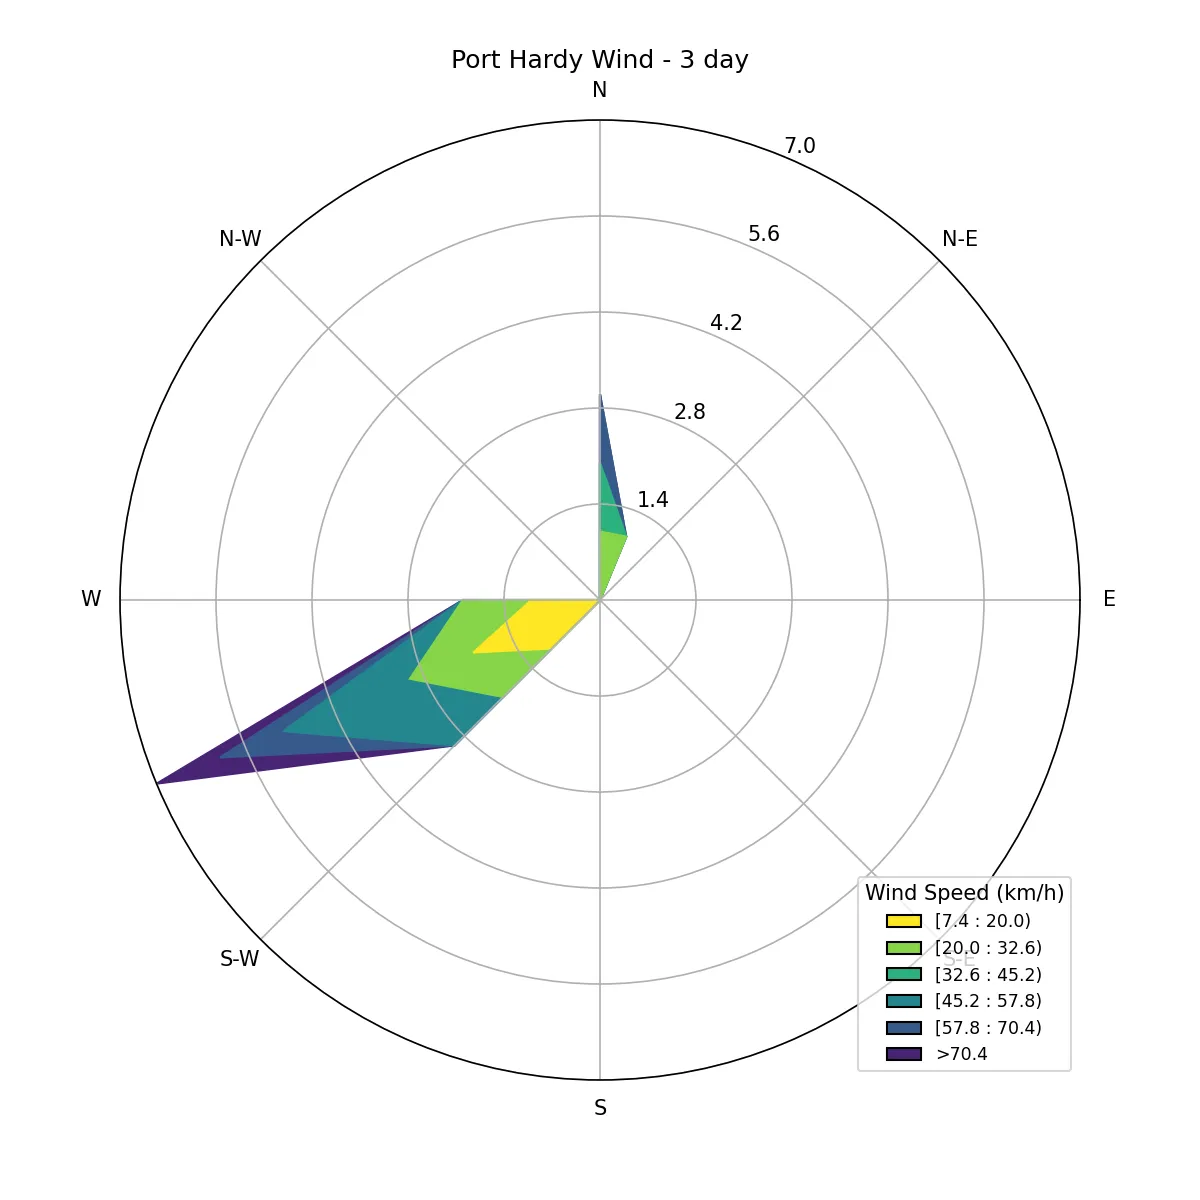 Port Hardy Wind - 3 day
N
7.0
N-W
N-E
5.6
4.2
2.8
1.4
W
E
Wind Speed (km/h)
[7.4 : 20.0)
[20.0 : 32.6)
S-W
S-E
[32.6 : 45.2)
[45.2 : 57.8)
[57.8 : 70.4)
>70.4
S